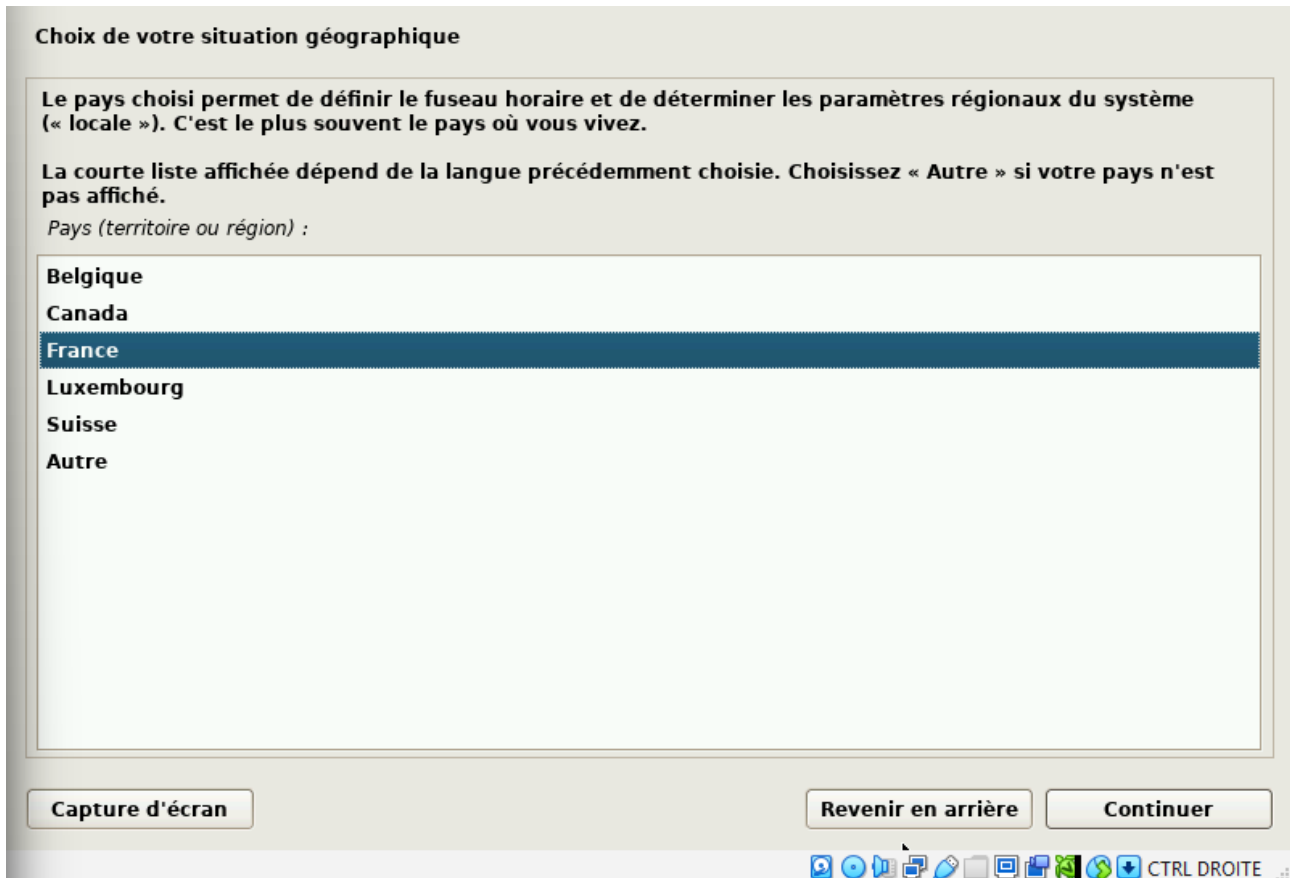 Choix de votre situation géographique
Le pays choisi permet de définir le fuseau horaire et de déterminer les paramètres régionaux du système
(« locale »). C'est le plus souvent le pays où vous vivez.
La courte liste affichée dépend de la langue précédemment choisie. Choisissez « Autre » si votre pays n'est
pas affiché.
Pays (territoire ou région) :
Belgique
Canada
France
Luxembourg
Suisse
Autre
Capture d'écran
Revenir en arrière
Continuer
CTRL DROITE